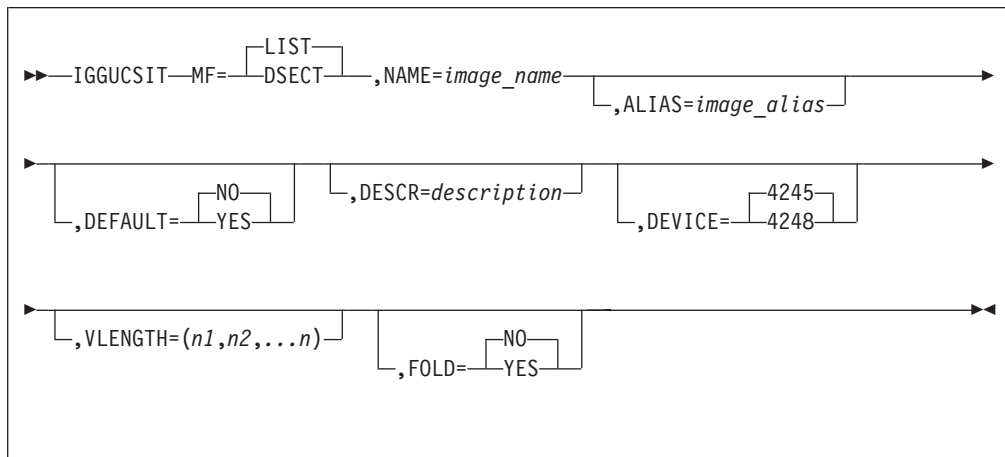 LIST
IGGUCSIT MF= DSECT ,NAME=image_name
,ALIAS=image_alias
NO
,DEFAULT= YES
,DESCR=description
4245
,DEVICE= 4248
,VLENGTH=(n1,n2,...n)
NO
,FOLD= YES